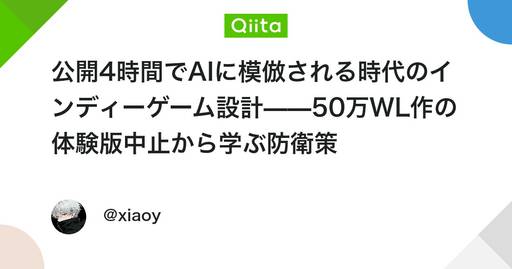 Qiita
公開4時間でAIに模倣される時代のイ
ンディーゲーム設計——50万WL作の
体験版中止から学ぶ防衛策
@xiaoy